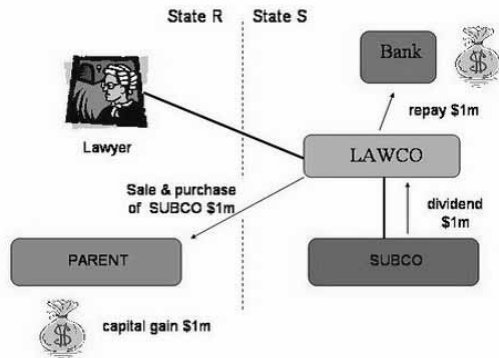 State R
State S
Bank
repay $1m
Lawyer
LAWCO
Sale & purchase
of SUBCO $1m
dividend
$1m
PARENT
SUBCO
capital gain $1m
$
$